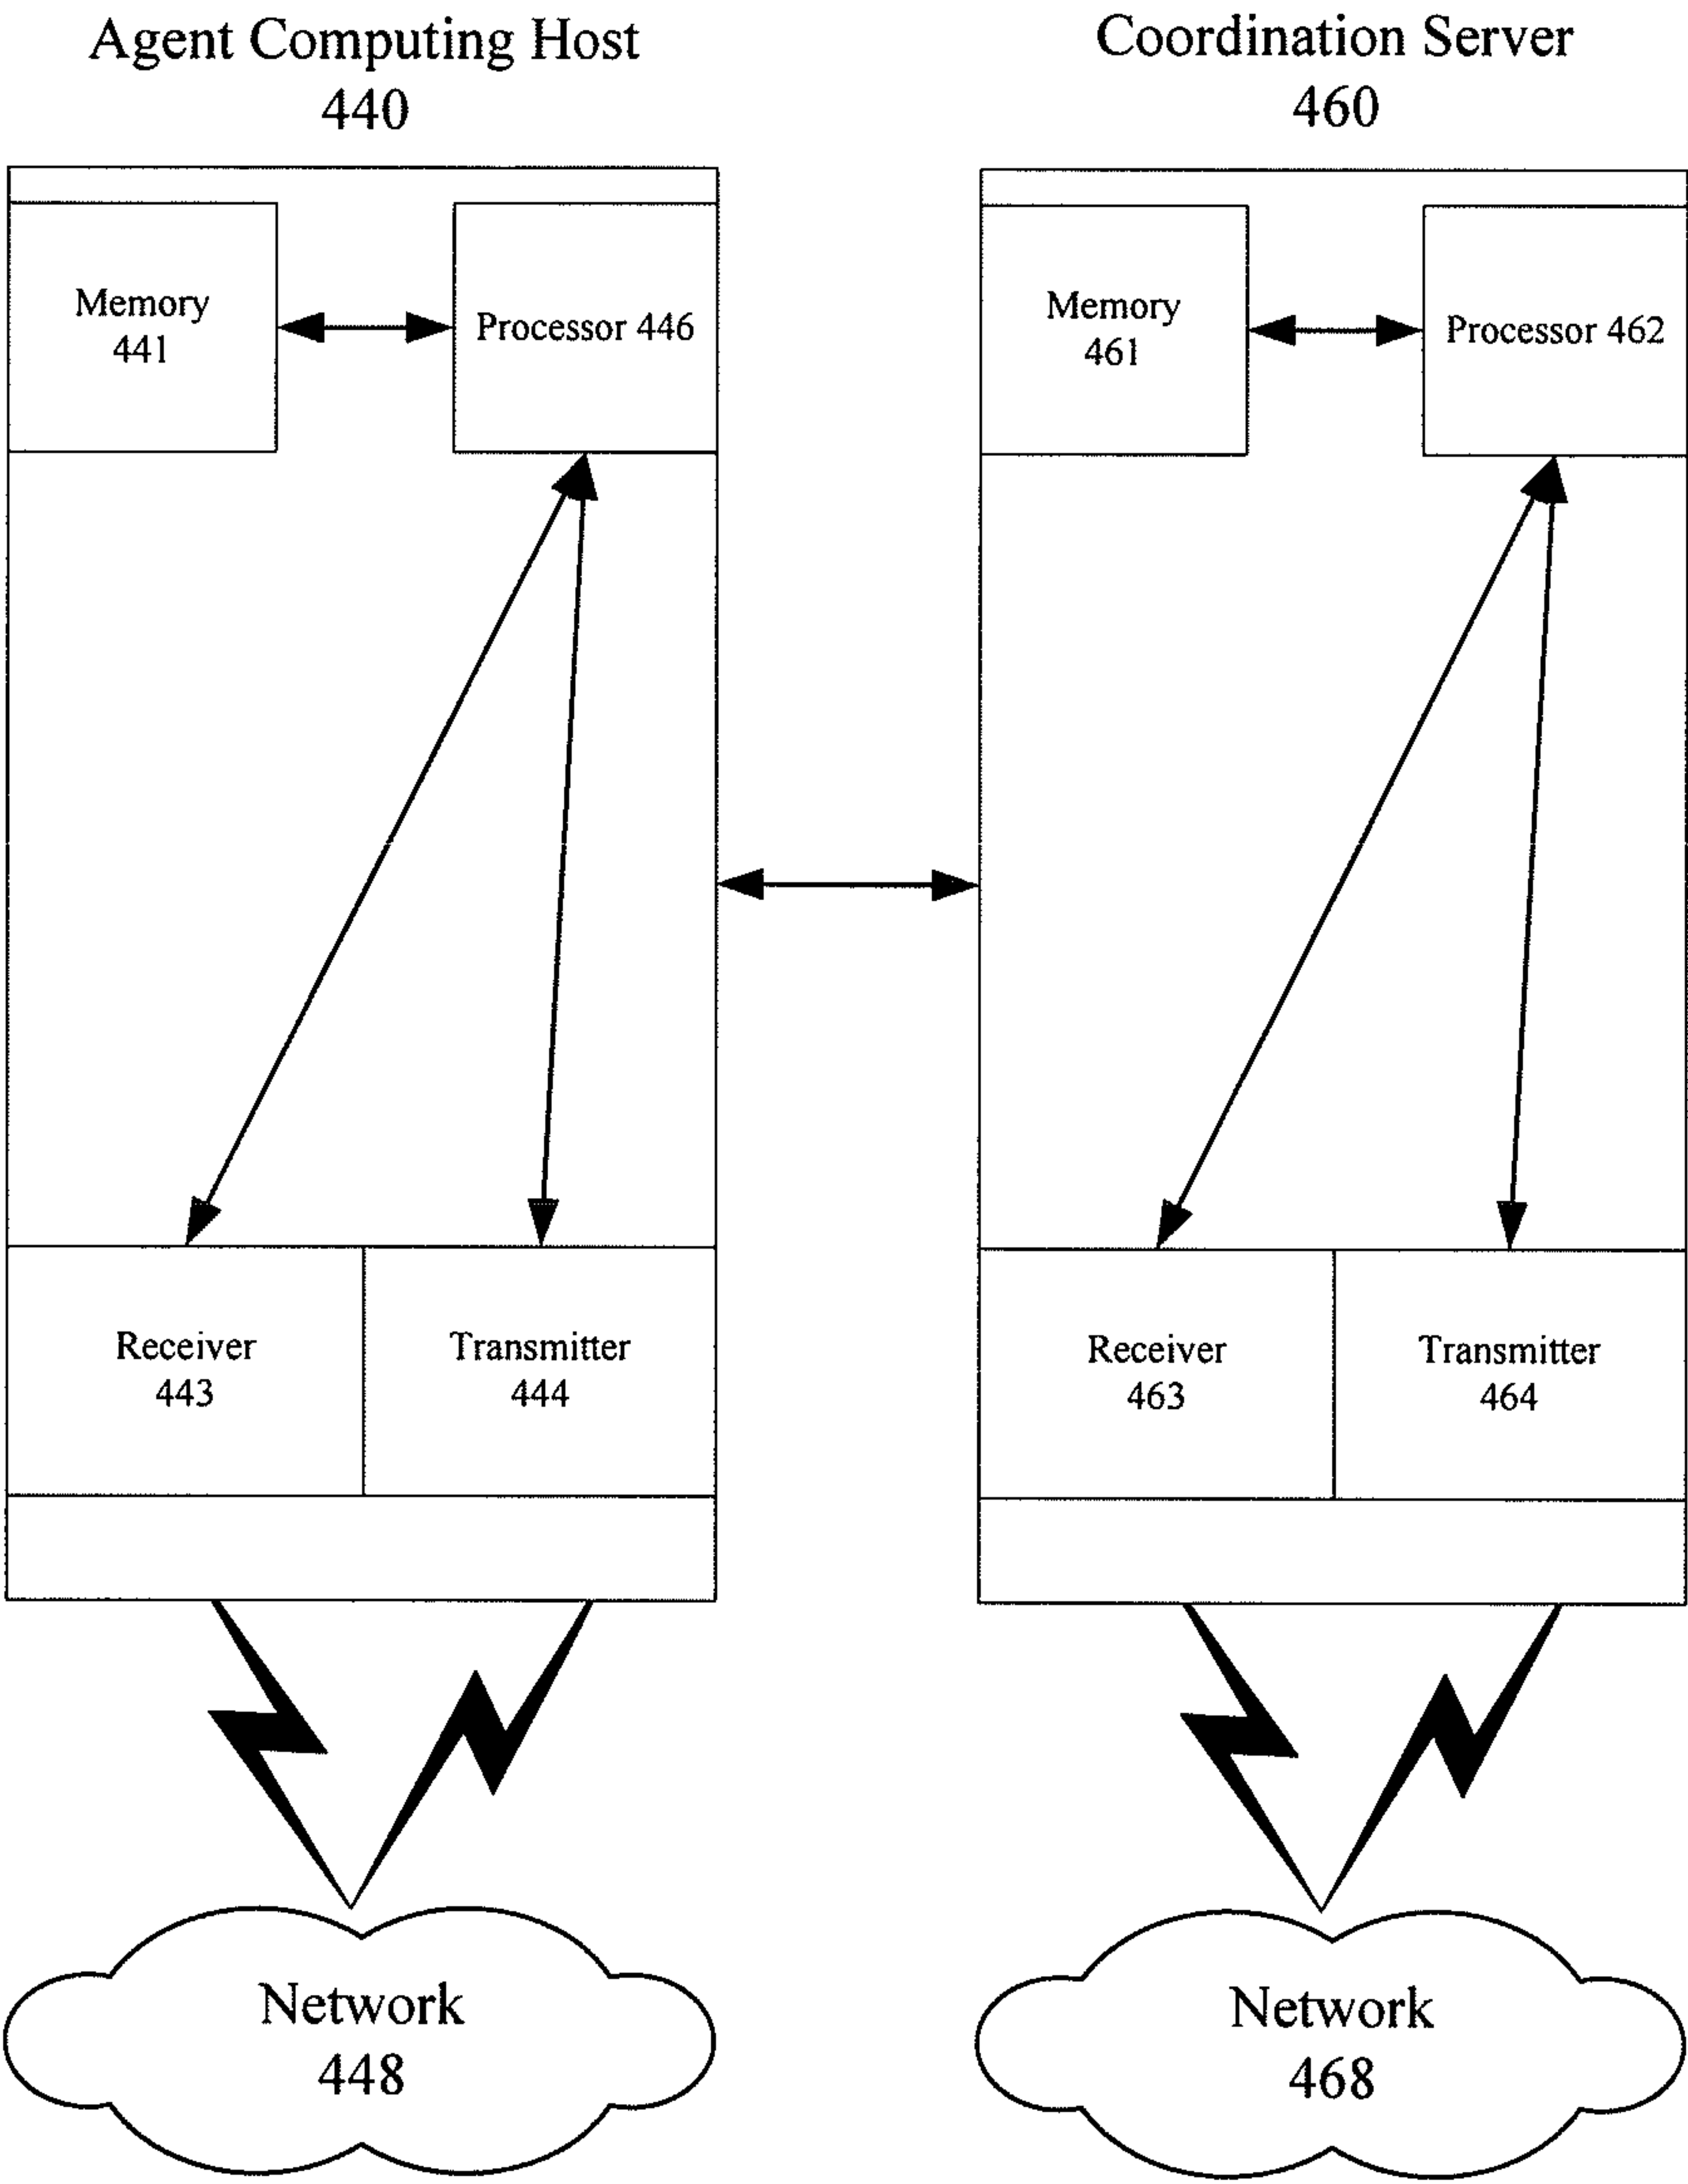 Agent Computing Host
440
Coordination Server
460
Memory
441
Processor 446
Memory
461
Processor 462
Receiver
443
Transmitter
444
Receiver
463
Transmitter
464
Network
448
Network
468